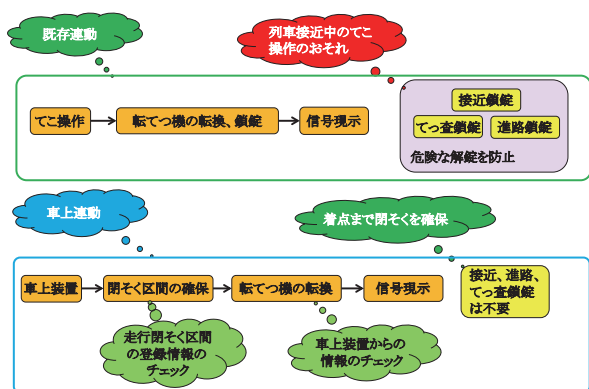 既存連動
列車接近中のてこ
操作のおそれ
てこ操作
転てつ機の転換、鎖錠
信号現示
接近鎖錠
てっ査鎖錠
進路鎖錠
危険な解錠を防止
車上連動
着点まで閉そくを確保
車上装置
閉そく区間の確保
転てつ機の転換
信号現示
接近、進路、
てっ査鎖錠
は不要
走行閉そく区間
の登録情報の
チェック
車上装置からの
情報のチェック